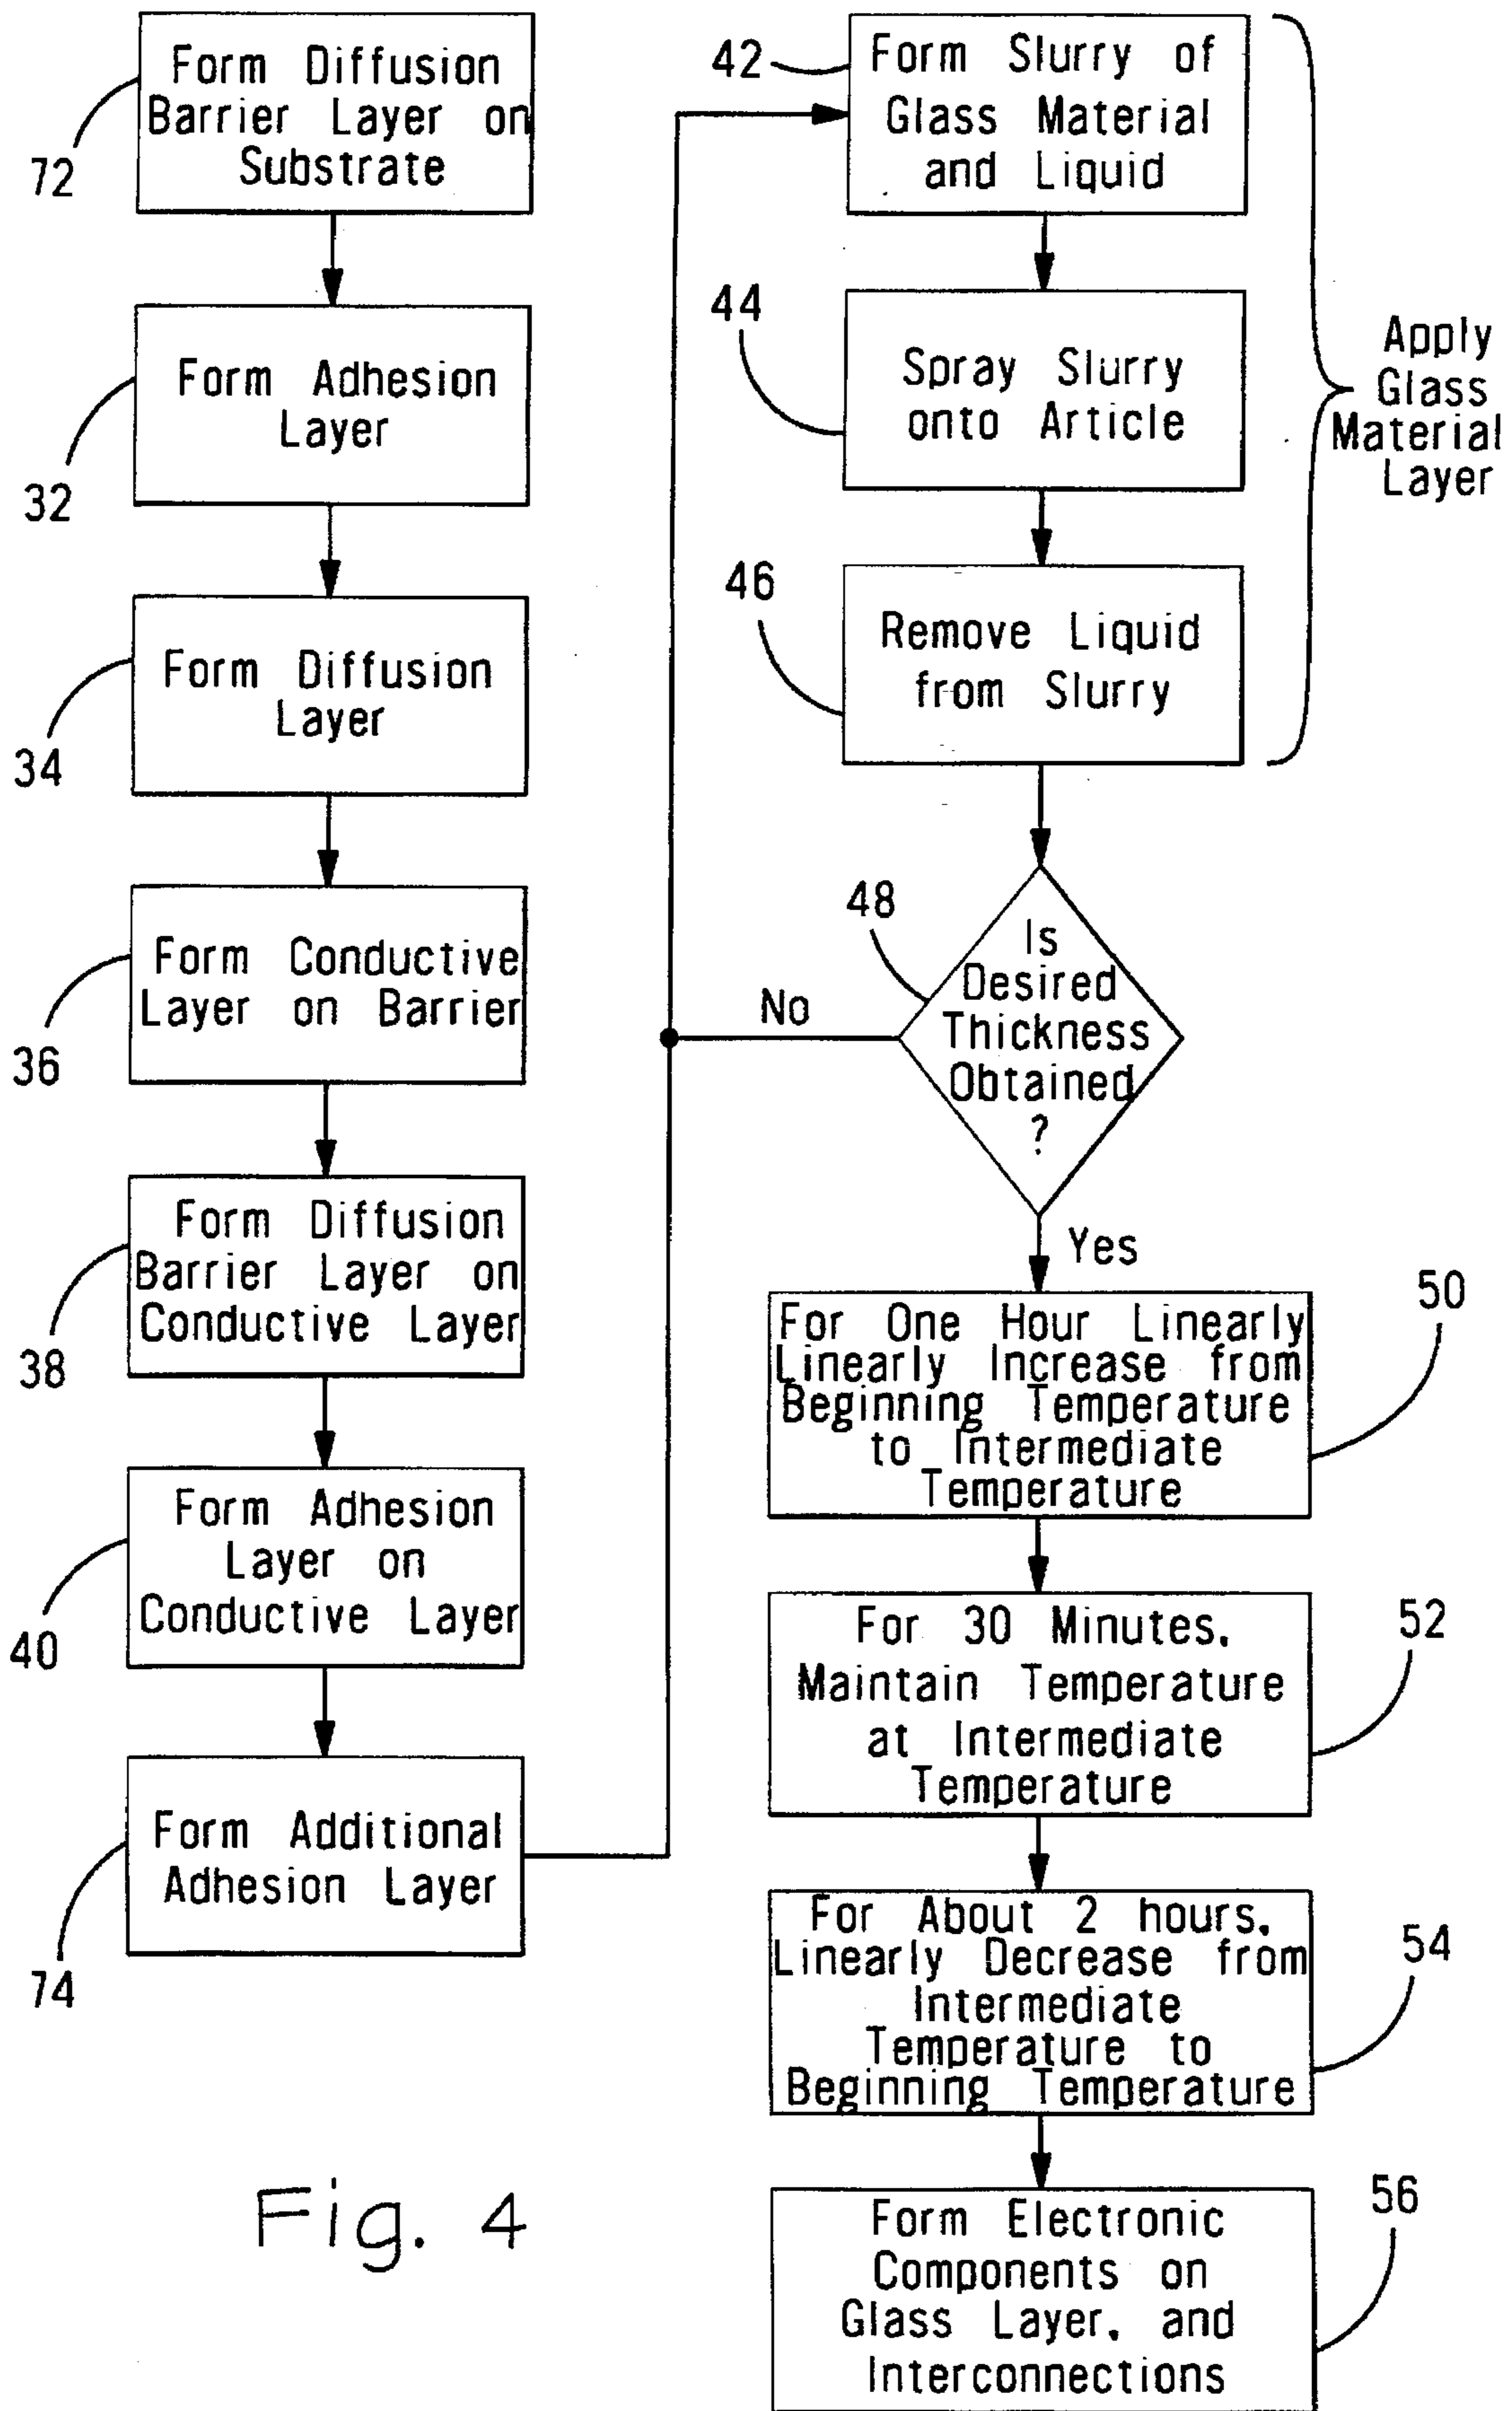 Form Diffusion
Barrier Layer on
Substrate
72
Form Adhesion
Layer
32
Form Diffusion
Layer
34
Form Conductive
Layer on Barrier
36
Form Diffusion
Barrier Layer on
Conductive Layer
38
Form Adhesion
Layer on
Conductive Layer
40
Form Additional
Adhesion Layer
74
42
Form Slurry of
Glass Material
and Liquid
44
Spray Slurry
onto Article
46
Remove Liquid
from Slurry
Apply
Glass
Material
Layer
48
Is
Desired
Thickness
Obtained
?
No
Yes
For One Hour Linearly
Linearly Increase from
Beginning Temperature
to Intermediate
Temperature
50
For 30 Minutes,
Maintain Temperature
at Intermediate
Temperature
52
For About 2 hours,
Linearly Decrease from
Intermediate
Temperature to
Beginning Temperature
54
Form Electronic
Components on
Glass Layer, and
Interconnections
56
Fig. 4